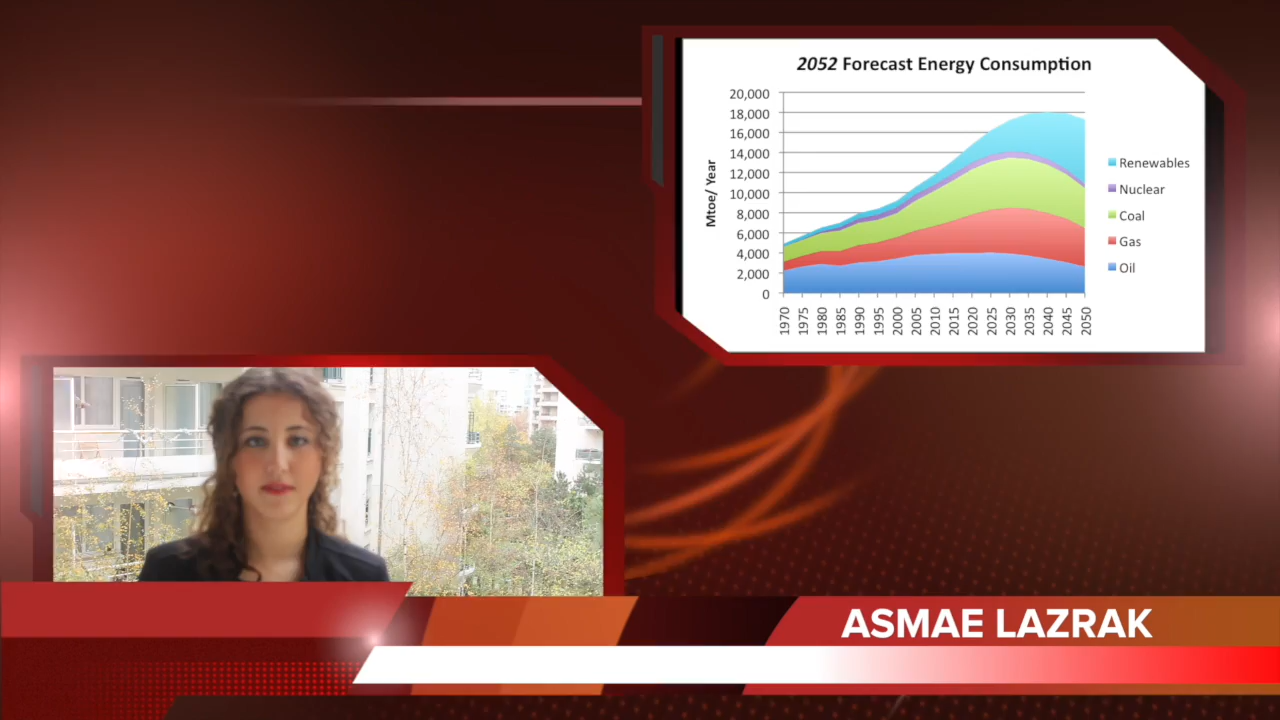 2052 Forecast Energy Consumption
20,000
18,000
16,000
14,000
12,000
10,000
8,000
6,000
4,000
2,000
0
Mtoe/ Year
1970 1975 1980 1985 1990 1995 2000 2005 2010 2015 2020 2025 2030 2035 2040 2045 2050
Renewables
Nuclear
Coal
Gas
Oil
ASMAE LAZRAK